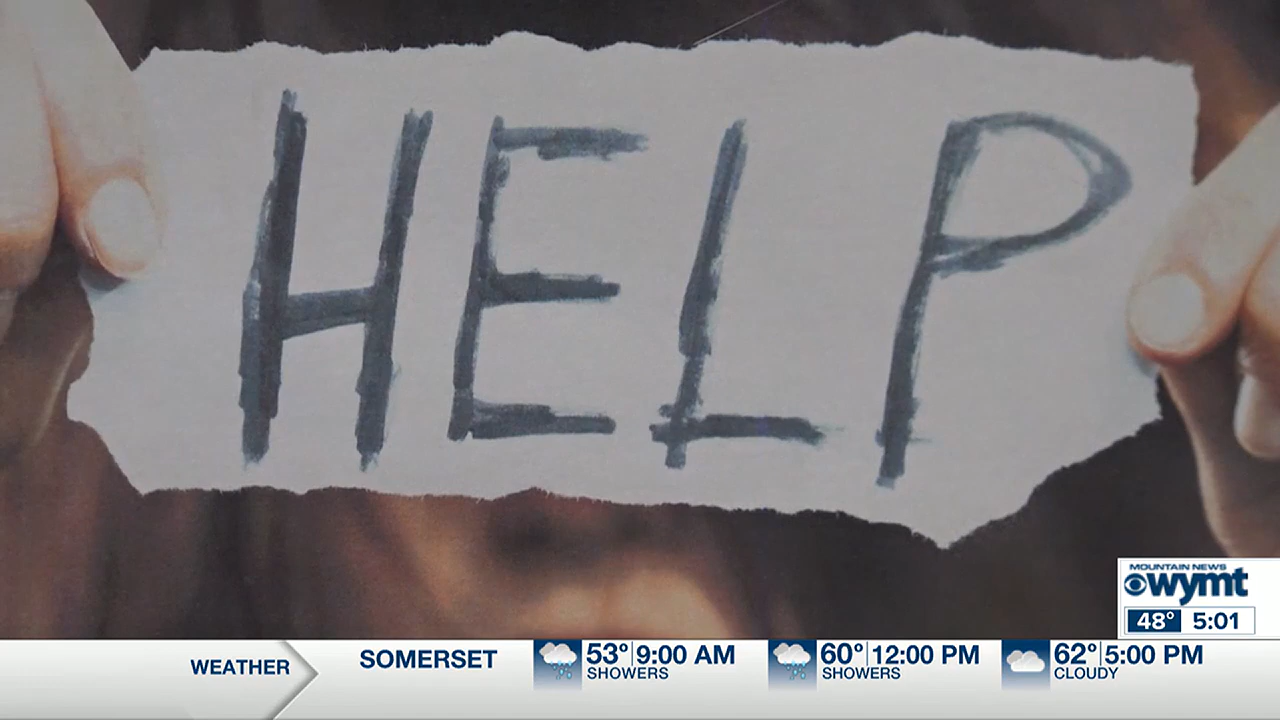 HELP
MOUNTAIN NEWS
wymt
48° 5:01
WEATHER
SOMERSET
53° 9:00 AM
SHOWERS
60° 12:00 PM
SHOWERS
62° 5:00 PM
CLOUDY